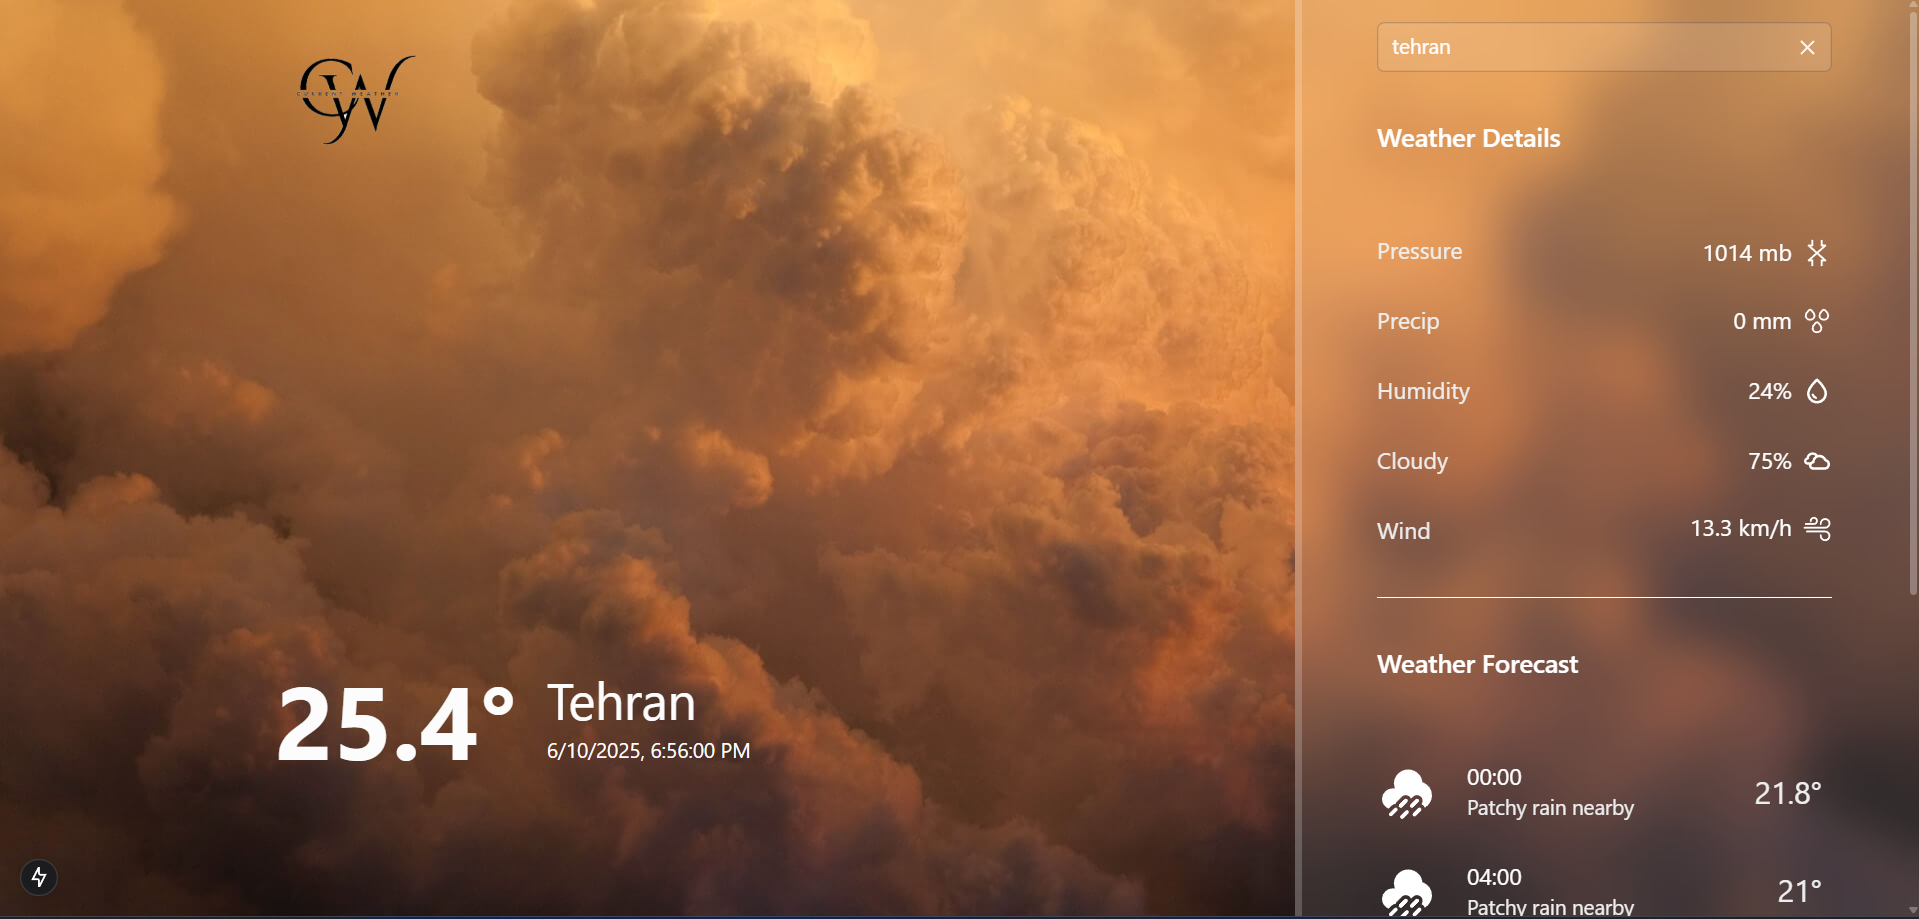 CW
CURRENT WEATHER
25.4°
Tehran
6/10/2025, 6:56:00 PM
tehran
Weather Details
Pressure 1014 mb
Precip 0 mm
Humidity 24%
Cloudy 75%
Wind 13.3 km/h
Weather Forecast
00:00
Patchy rain nearby
21.8°
04:00
Patchy rain nearby
21°